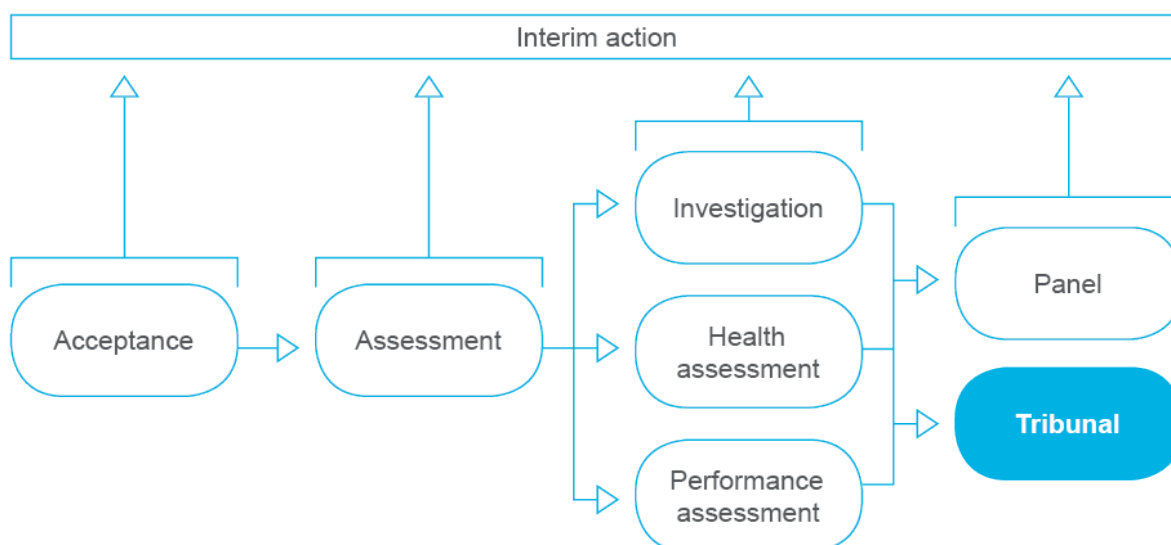 Interim action
Acceptance
Assessment
Investigation
Health
assessment
Performance
assessment
Panel
Tribunal